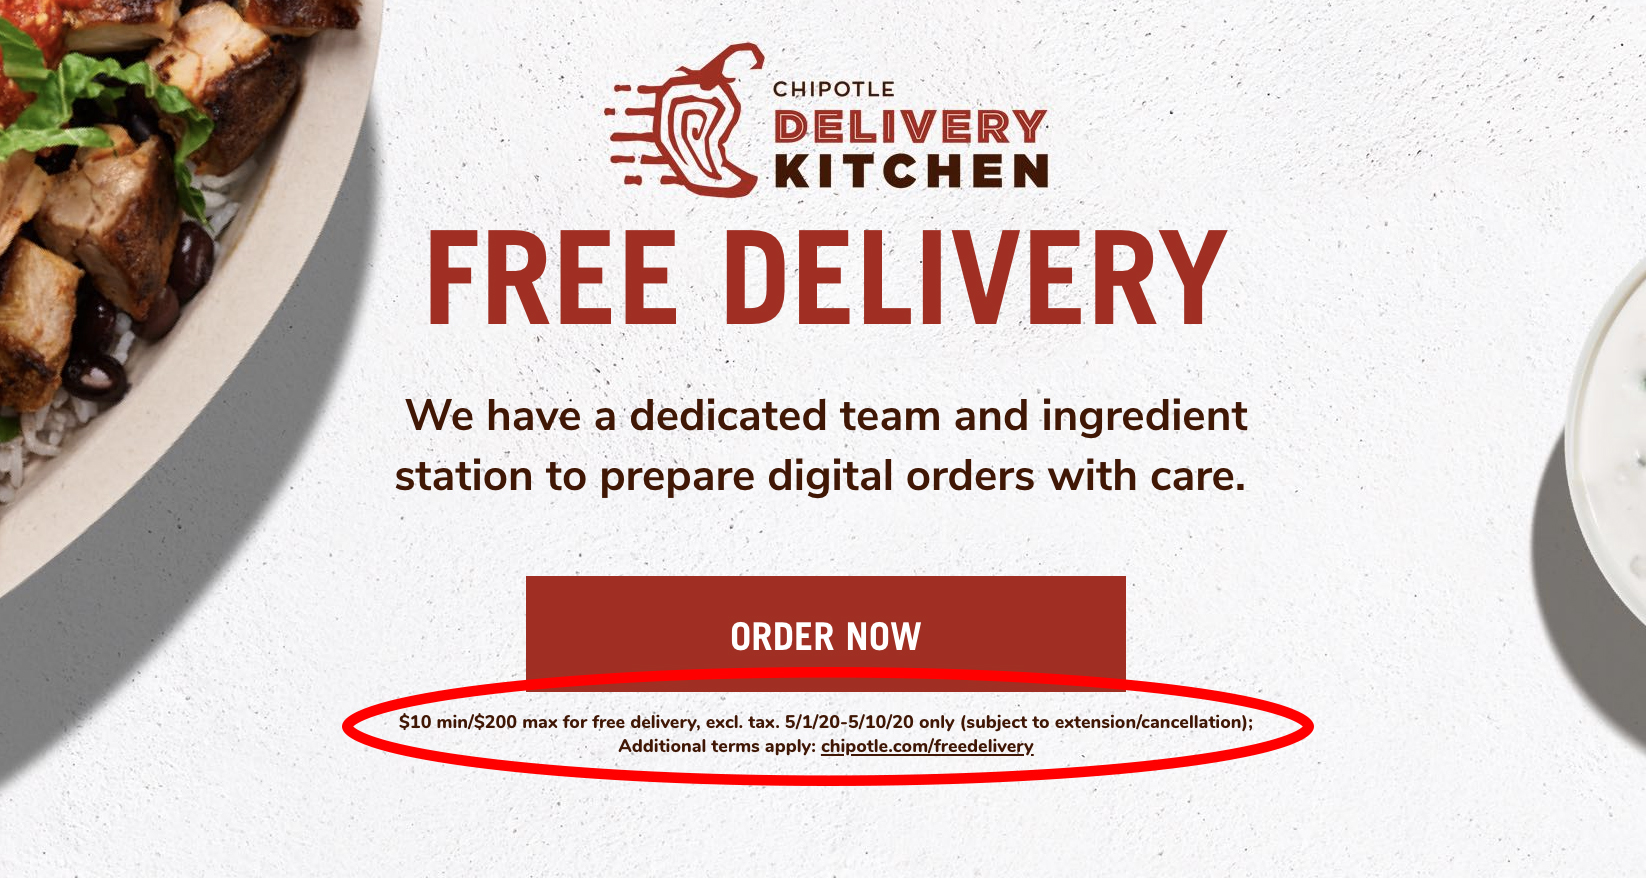 CHIPOTLE
DELIVERY
KITCHEN
FREE DELIVERY
We have a dedicated team and ingredient
station to prepare digital orders with care.
ORDER NOW
$10 min/$200 max for free delivery, excl. tax. 5/1/20-5/10/20 only (subject to extension/cancellation);
Additional terms apply: chipotle.com/freedelivery